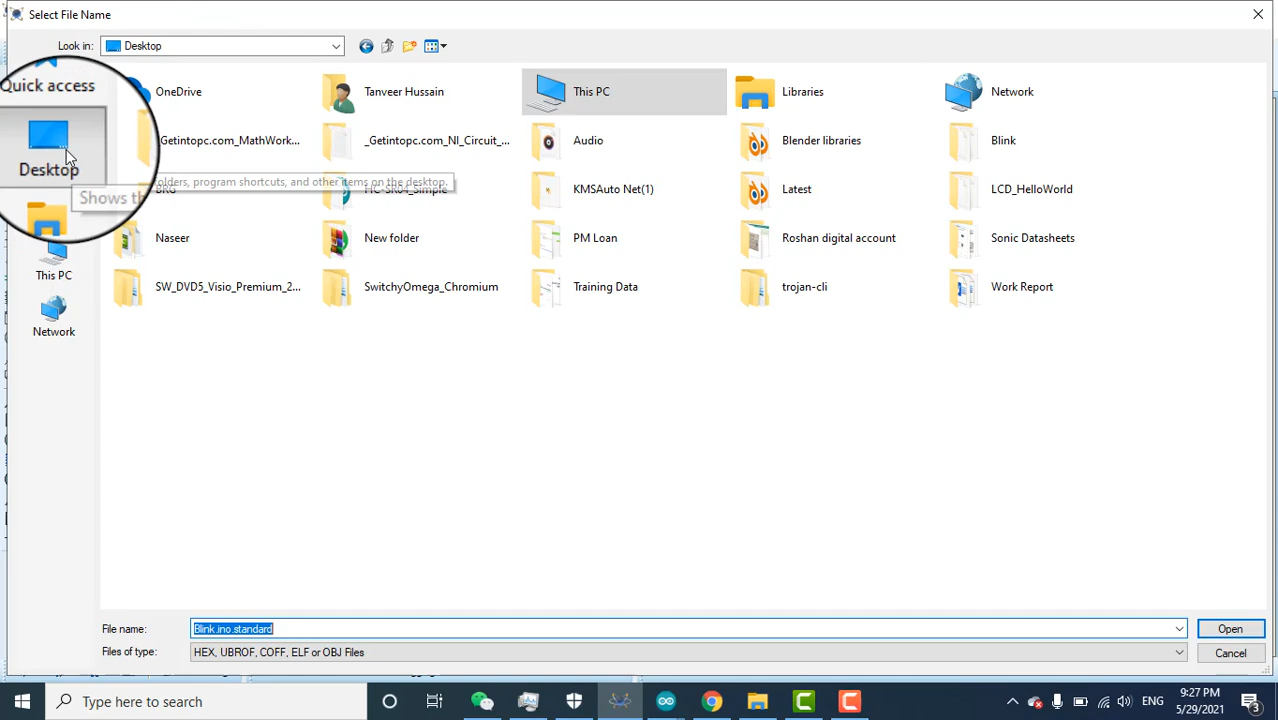 Select File Name
Look in: Desktop
Quick access
Desktop
Shows th
This PC
Network
OneDrive
Tanveer Hussain
This PC
Libraries
Network
Getintopc.com_MathWork...
_Getintopc.com_NI_Circuit_...
Audio
Blender libraries
Blink
olders, program shortcuts, and other items on the desktop.
KMSAuto Net(1)
Latest
LCD_HelloWorld
Naseer
New folder
PM Loan
Roshan digital account
Sonic Datasheets
SW_DVD5_Visio_Premium_2...
SwitchyOmega_Chromium
Training Data
trojan-cli
Work Report
File name: Blink.ino.standard
Open
Files of type: HEX, UBROF, COFF, ELF or OBJ Files
Cancel
Type here to search
ENG
9:27 PM
5/29/2021
3